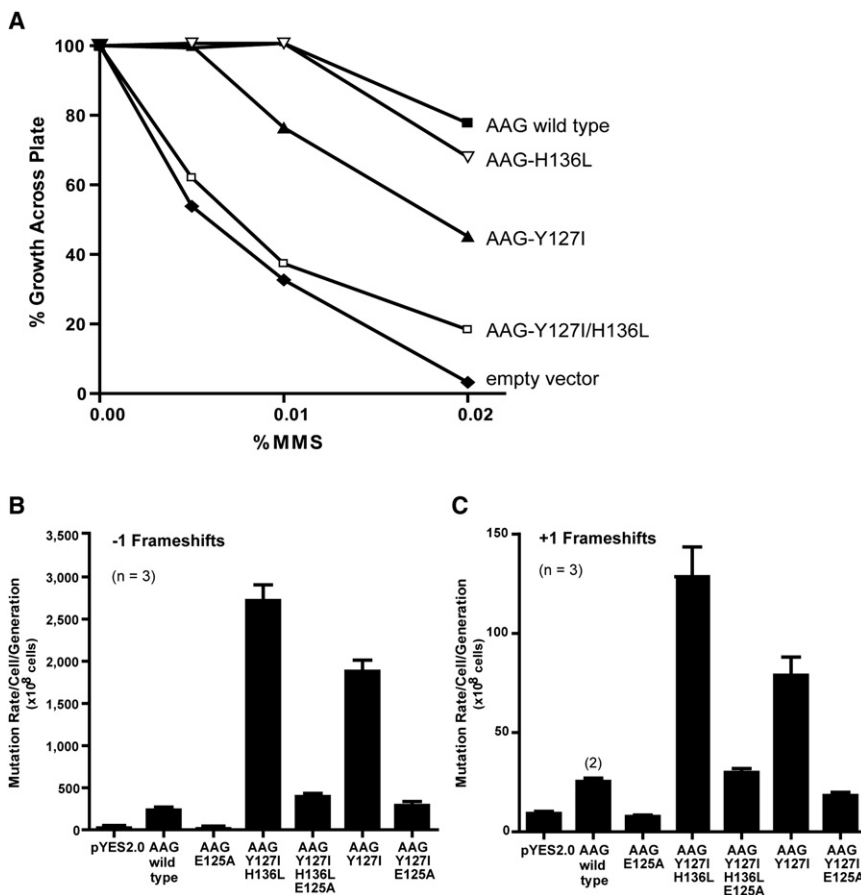 A
% Growth Across Plate
100
80
60
40
20
0
0.00
0.01
0.02
%MMS
AAG wild type
AAG-H136L
AAG-Y127I
AAG-Y127I/H136L
empty vector
B
-1 Frameshifts
(n = 3)
Mutation Rate/Cell/Generation
(x10⁸ cells)
3,500
3,000
2,500
2,000
1,500
1,000
500
0
pYES2.0
AAG
wild
type
AAG
E125A
AAG
Y127I
H136L
AAG
Y127I
H136L
E125A
AAG
Y127I
AAG
Y127I
E125A
C
+1 Frameshifts
(n = 3)
Mutation Rate/Cell/Generation
(x10⁸ cells)
150
100
50
0
(2)
pYES2.0
AAG
wild
type
AAG
E125A
AAG
Y127I
H136L
AAG
Y127I
H136L
E125A
AAG
Y127I
AAG
Y127I
E125A